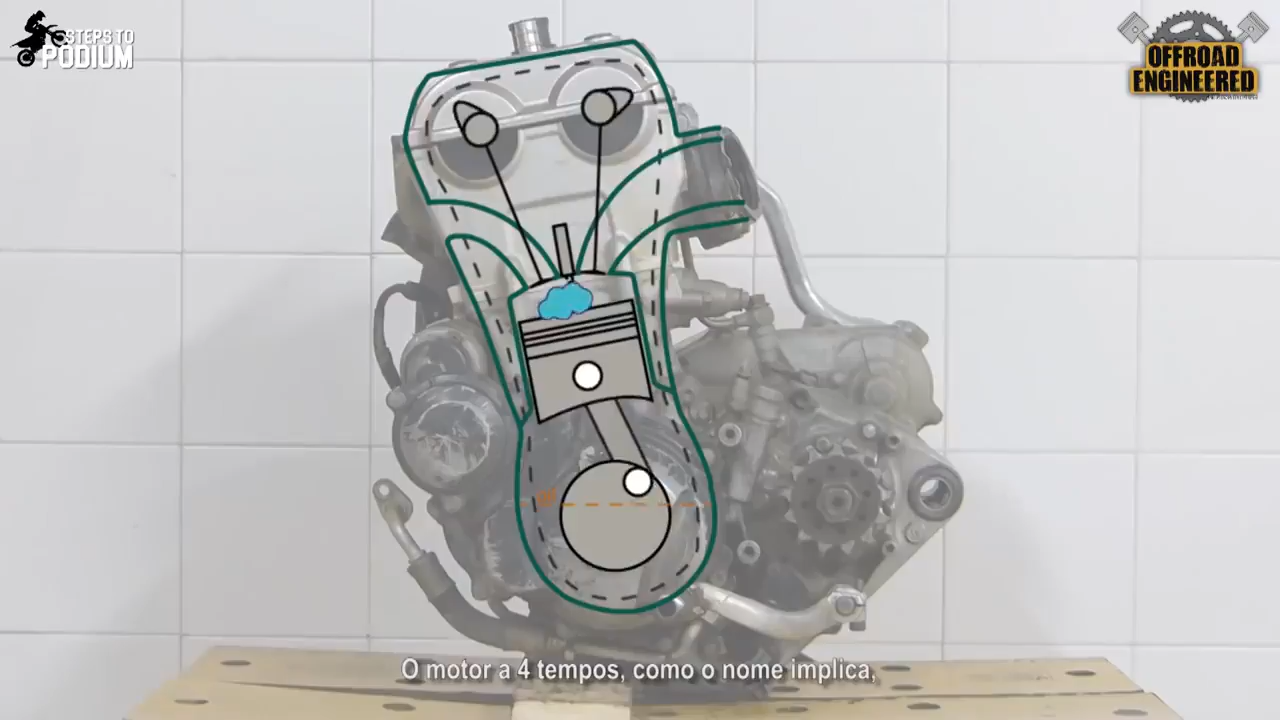 STEPS TO
PODIUM
OFFROAD
ENGINEERED
O motor a 4 tempos, como o nome implica,